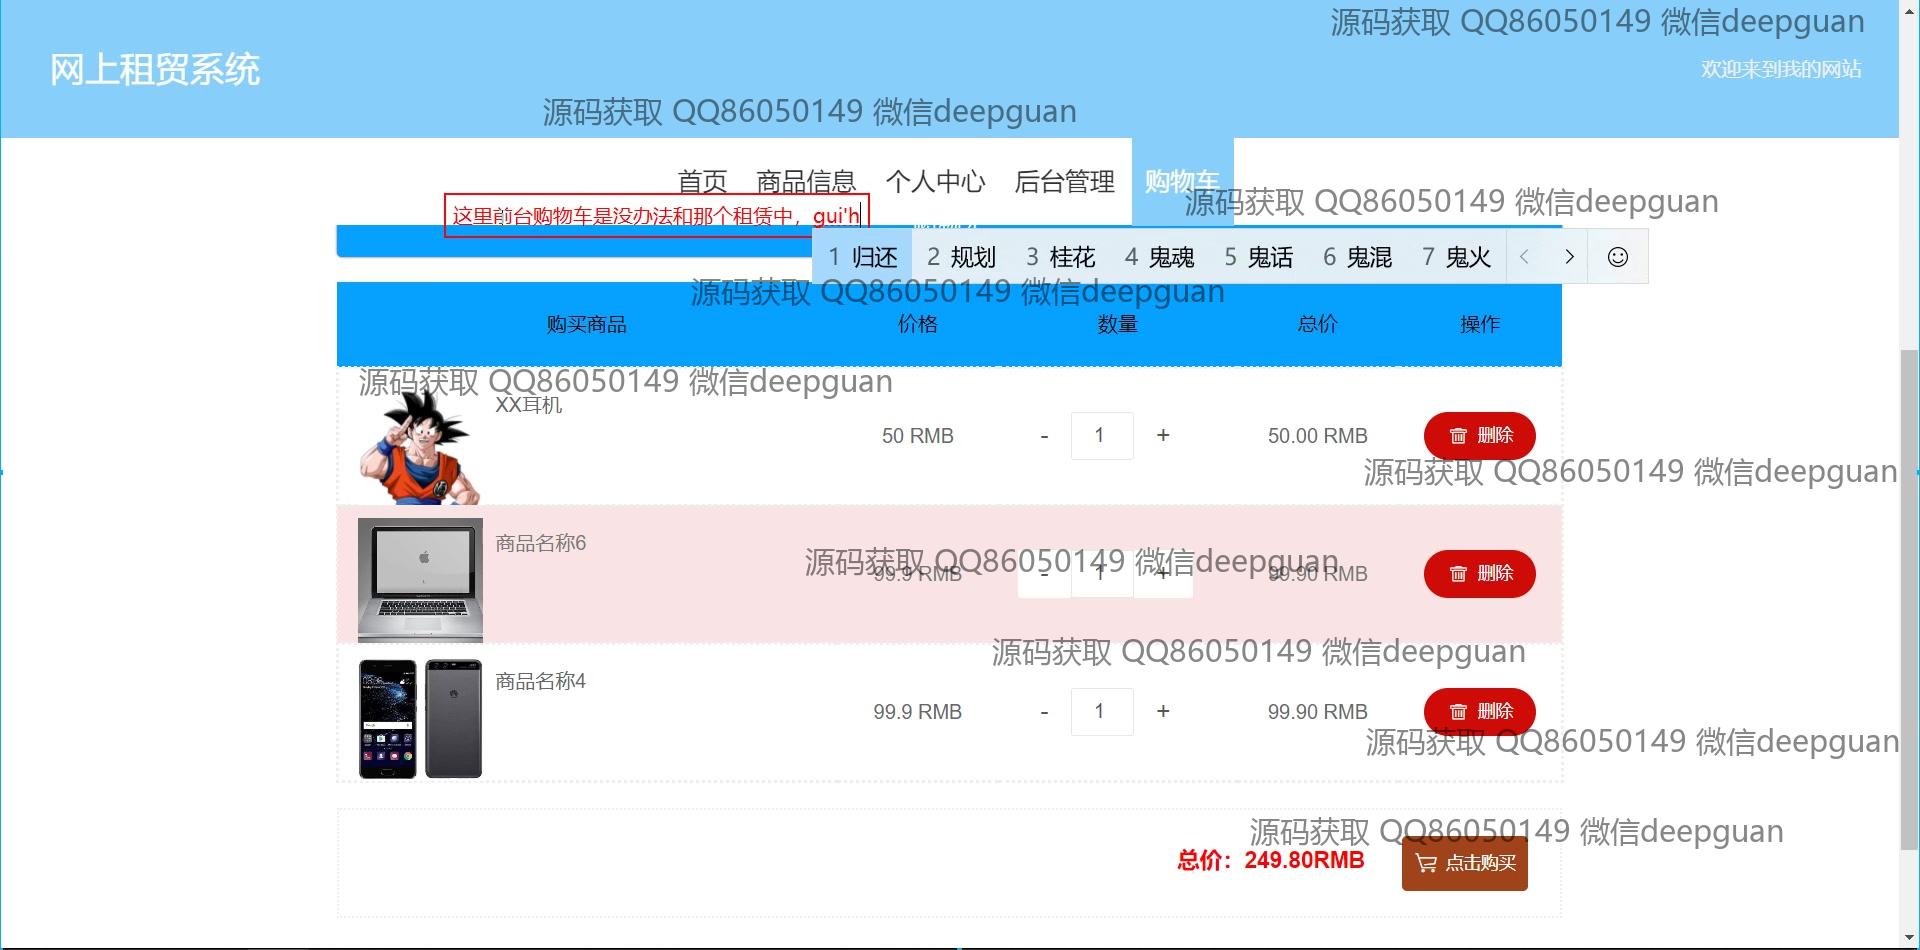 源码获取 QQ86050149 微信deepguan
网上租贸系统
欢迎来到我的网站
源码获取 QQ86050149 微信deepguan
首页 商品信息 个人中心 后台管理 购物车
源码获取 QQ86050149 微信deepguan
这里前台购物车是没办法和那个租赁中，gui'h
1 归还 2 规划 3 桂花 4 鬼魂 5 鬼话 6 鬼混 7 鬼火
源码获取 QQ86050149 微信deepguan
购买商品 价格 数量 总价 操作
源码获取 QQ86050149 微信deepguan
XX耳机
50 RMB - 1 + 50.00 RMB 删除
源码获取 QQ86050149 微信deepguan
商品名称6
源码获取 QQ86050149 微信deepguan
99.9 RMB - 1 + 99.90 RMB 删除
源码获取 QQ86050149 微信deepguan
商品名称4
99.9 RMB - 1 + 99.90 RMB 删除
源码获取 QQ86050149 微信deepguan
源码获取 QQ86050149 微信deepguan
总价：249.80RMB 点击购买